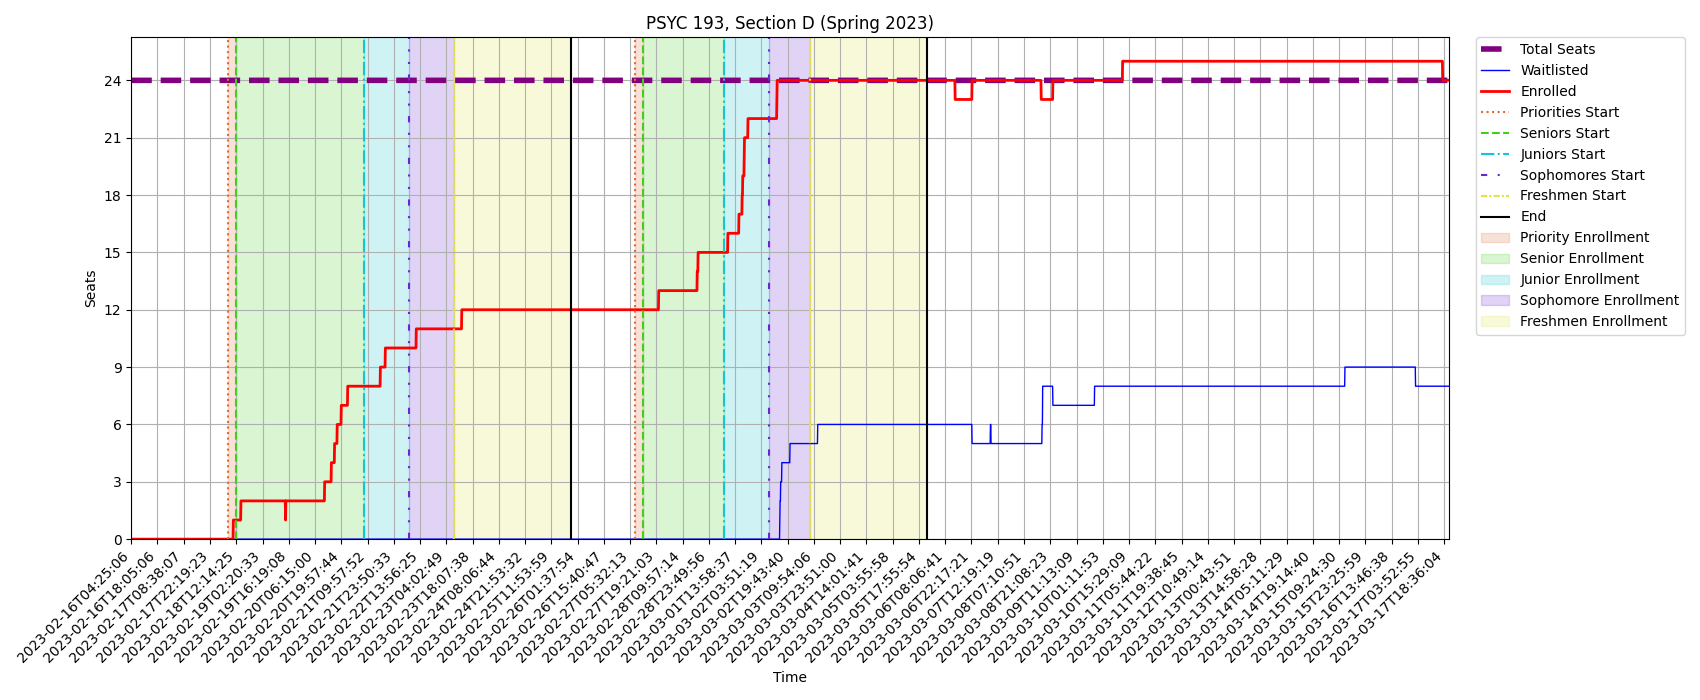 PSYC 193, Section D (Spring 2023)
Seats
24
21
18
15
12
9
6
3
0
2023-02-16T04:25:06
2023-02-16T18:05:06
2023-02-17T08:38:07
2023-02-17T22:19:23
2023-02-18T12:14:25
2023-02-19T02:20:33
2023-02-19T16:19:08
2023-02-20T06:15:00
2023-02-20T19:57:44
2023-02-21T09:57:52
2023-02-21T23:50:33
2023-02-22T13:56:25
2023-02-23T04:02:49
2023-02-23T18:07:38
2023-02-24T08:06:44
2023-02-24T21:53:32
2023-02-25T11:53:59
2023-02-26T01:37:54
2023-02-26T15:40:47
2023-02-27T05:32:13
2023-02-27T19:21:03
2023-02-28T09:57:14
2023-02-28T23:49:56
2023-03-01T13:58:37
2023-03-02T03:51:19
2023-03-02T19:43:40
2023-03-03T09:54:06
2023-03-03T23:51:00
2023-03-04T14:01:41
2023-03-05T03:55:58
2023-03-05T17:55:54
2023-03-06T08:06:41
2023-03-06T22:17:21
2023-03-07T12:19:19
2023-03-08T07:10:51
2023-03-08T21:08:23
2023-03-09T11:13:09
2023-03-10T01:11:53
2023-03-10T15:29:09
2023-03-11T05:44:22
2023-03-11T19:38:45
2023-03-12T10:49:14
2023-03-13T00:43:51
2023-03-13T14:58:28
2023-03-14T05:11:29
2023-03-14T19:14:40
2023-03-15T09:24:30
2023-03-15T23:25:59
2023-03-16T13:46:38
2023-03-17T03:52:55
2023-03-17T18:36:04
Time
Total Seats
Waitlisted
Enrolled
Priorities Start
Seniors Start
Juniors Start
Sophomores Start
Freshmen Start
End
Priority Enrollment
Senior Enrollment
Junior Enrollment
Sophomore Enrollment
Freshmen Enrollment